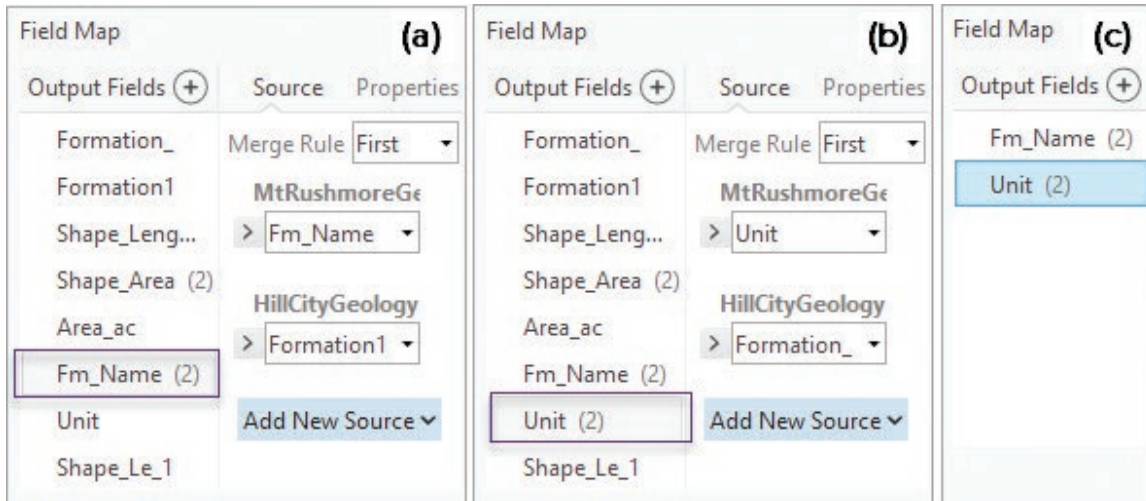 Field Map (a)
Output Fields + Source Properties
Formation_
Formation1
Shape_Leng...
Shape_Area (2)
Area_ac
Fm_Name (2)
Unit
Shape_Le_1
Merge Rule First
MtRushmoreGe
> Fm_Name
HillCityGeology
> Formation1
Add New Source
Field Map (b)
Output Fields + Source Properties
Formation_
Formation1
Shape_Leng...
Shape_Area (2)
Area_ac
Fm_Name (2)
Unit (2)
Shape_Le_1
Merge Rule First
MtRushmoreGe
> Unit
HillCityGeology
> Formation_
Add New Source
Field Map (c)
Output Fields +
Fm_Name (2)
Unit (2)